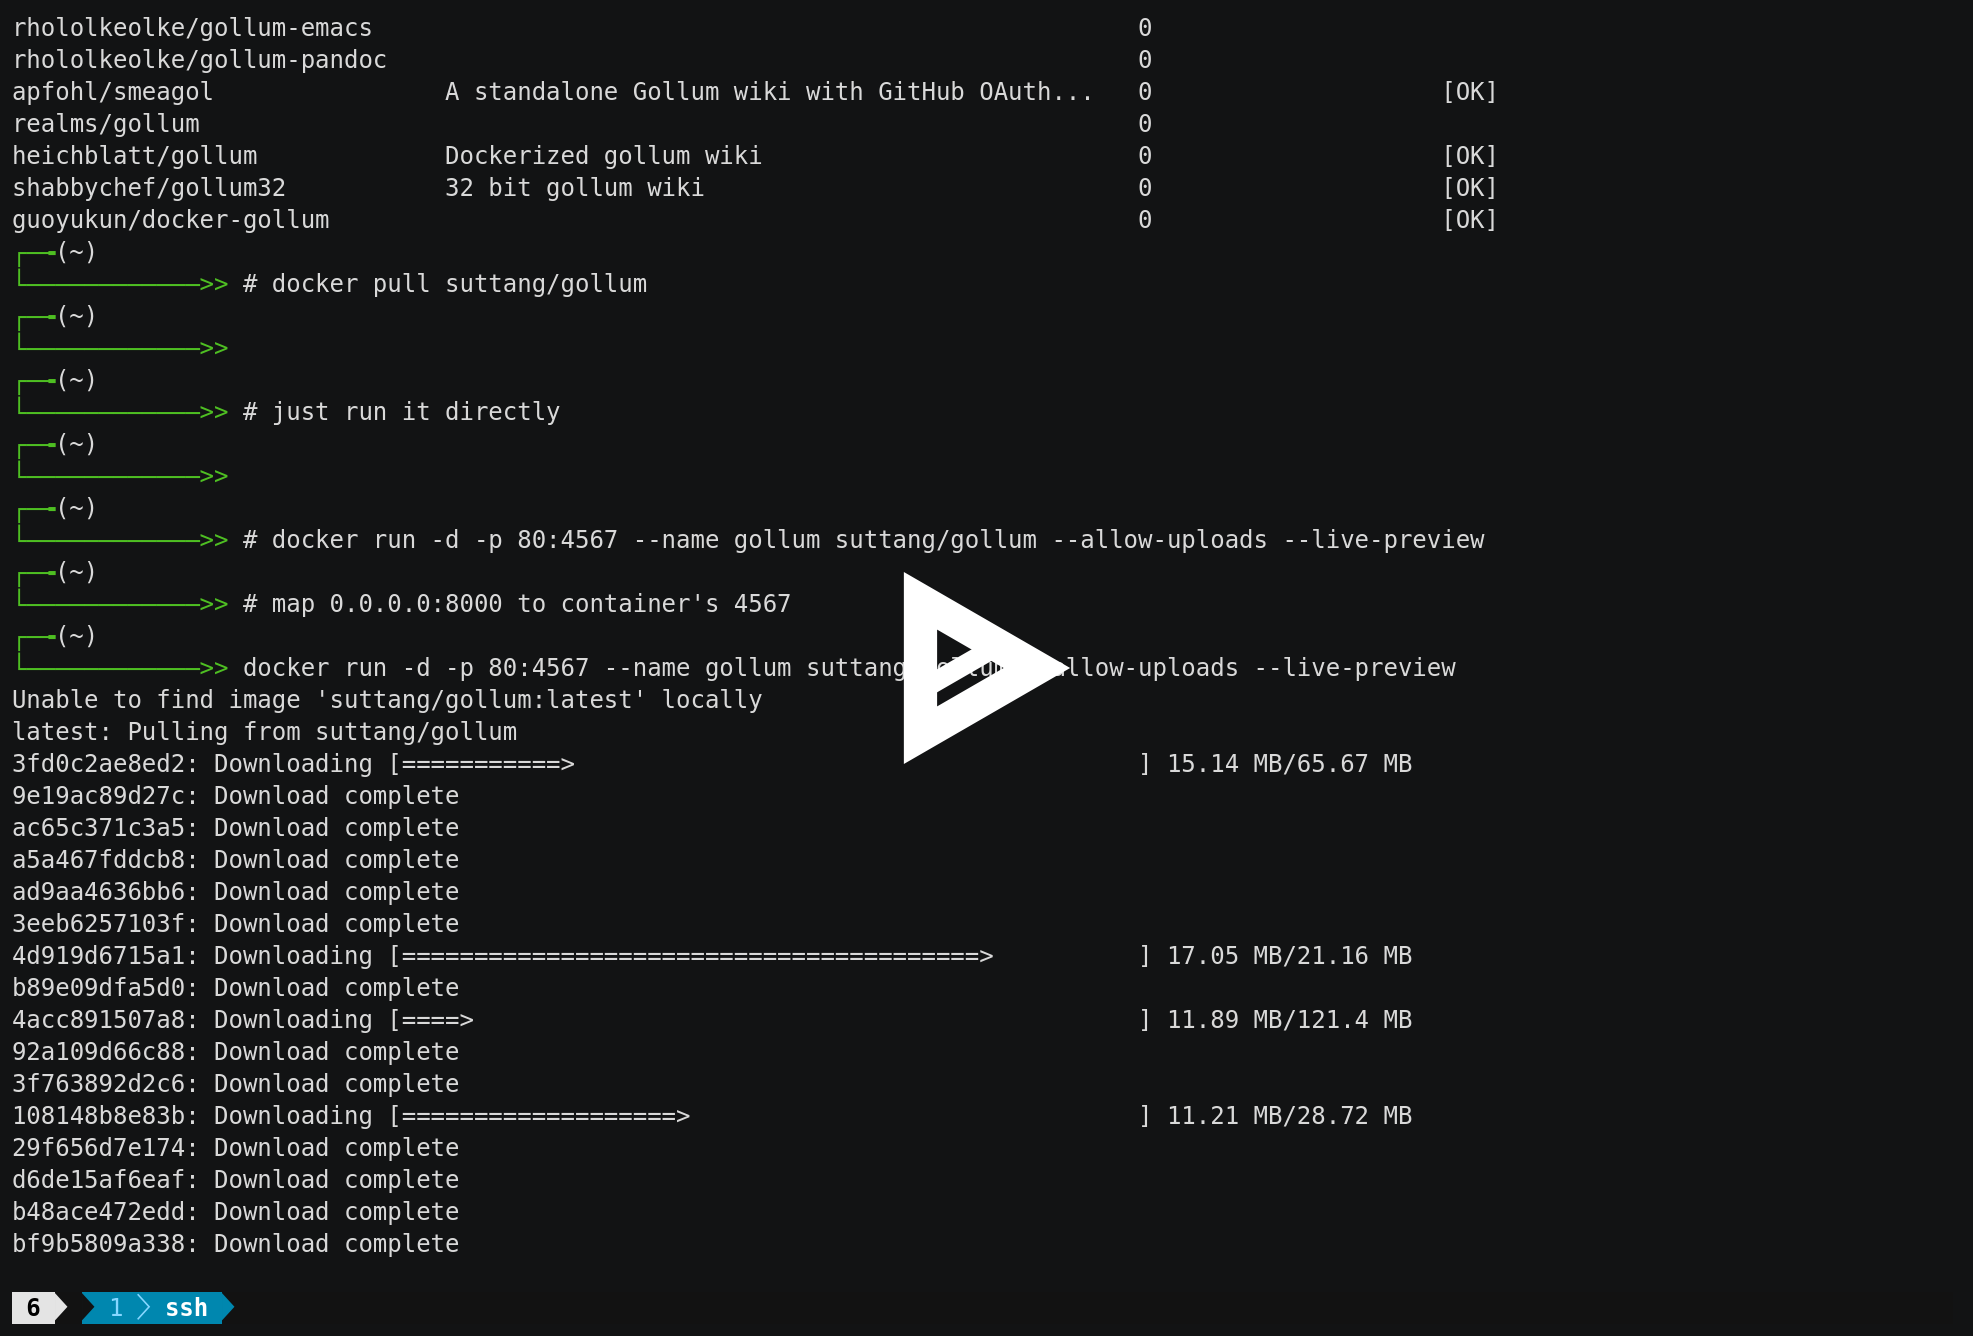 rhololkeolke/gollum-emacs 0
rhololkeolke/gollum-pandoc 0
apfohl/smeagol A standalone Gollum wiki with GitHub OAuth... 0 [OK]
realms/gollum 0
heichblatt/gollum Dockerized gollum wiki 0 [OK]
shabbychef/gollum32 32 bit gollum wiki 0 [OK]
guoyukun/docker-gollum 0 [OK]
┌──╼(~)
└────────────>> # docker pull suttang/gollum
┌──╼(~)
└────────────>>
┌──╼(~)
└────────────>> # just run it directly
┌──╼(~)
└────────────>>
┌──╼(~)
└────────────>> # docker run -d -p 80:4567 --name gollum suttang/gollum --allow-uploads --live-preview
┌──╼(~)
└────────────>> # map 0.0.0.0:8000 to container's 4567
┌──╼(~)
└────────────>> docker run -d -p 80:4567 --name gollum suttang/gollum --allow-uploads --live-preview
Unable to find image 'suttang/gollum:latest' locally
latest: Pulling from suttang/gollum
3fd0c2ae8ed2: Downloading [===========> ] 15.14 MB/65.67 MB
9e19ac89d27c: Download complete
ac65c371c3a5: Download complete
a5a467fddcb8: Download complete
ad9aa4636bb6: Download complete
3eeb6257103f: Download complete
4d919d6715a1: Downloading [========================================> ] 17.05 MB/21.16 MB
b89e09dfa5d0: Download complete
4acc891507a8: Downloading [====> ] 11.89 MB/121.4 MB
92a109d66c88: Download complete
3f763892d2c6: Download complete
108148b8e83b: Downloading [===================> ] 11.21 MB/28.72 MB
29f656d7e174: Download complete
d6de15af6eaf: Download complete
b48ace472edd: Download complete
bf9b5809a338: Download complete
6 1 ssh